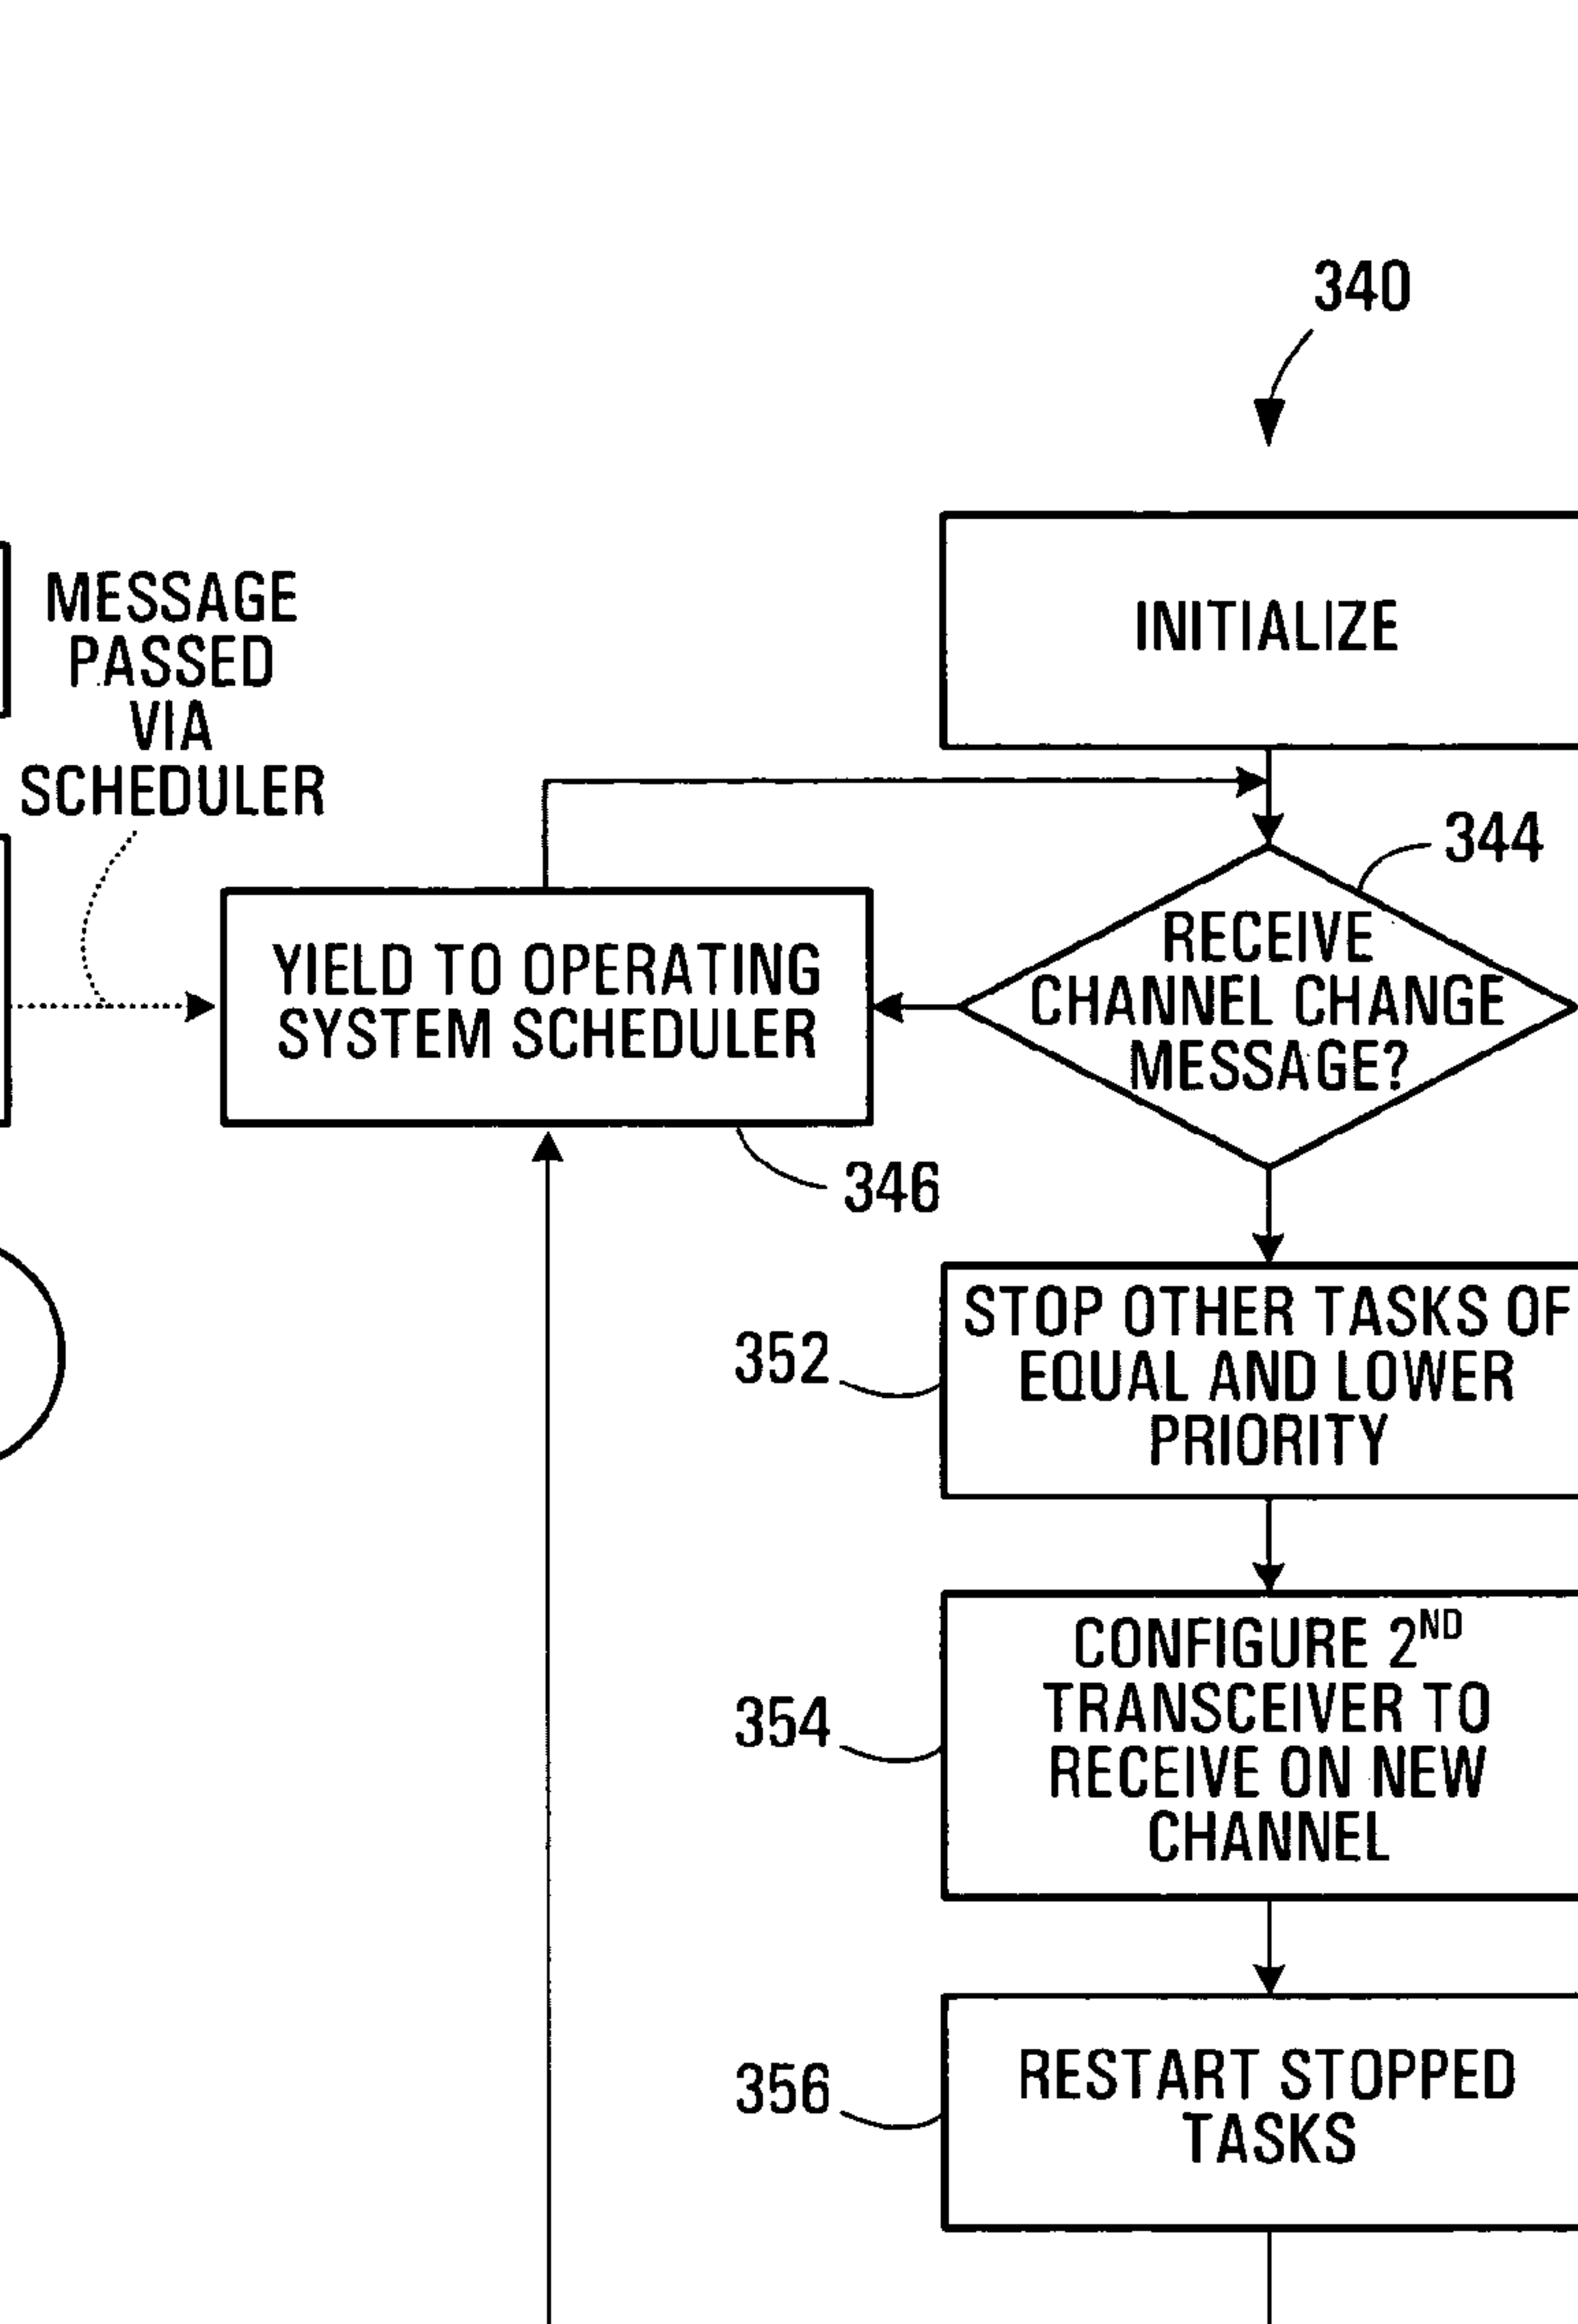 340
MESSAGE
PASSED
VIA
SCHEDULER
INITIALIZE
344
RECEIVE
CHANNEL CHANGE
MESSAGE?
YIELD TO OPERATING
SYSTEM SCHEDULER
346
352
STOP OTHER TASKS OF
EQUAL AND LOWER
PRIORITY
354
CONFIGURE 2ND
TRANSCEIVER TO
RECEIVE ON NEW
CHANNEL
356
RESTART STOPPED
TASKS